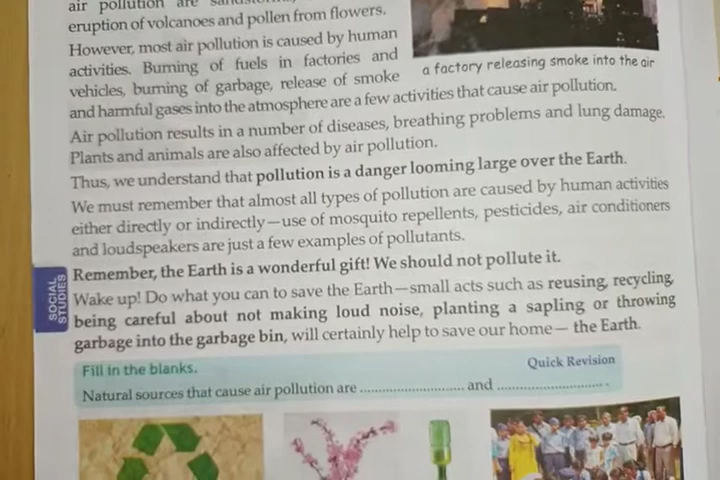 air pollution are sandstorms,
eruption of volcanoes and pollen from flowers.
However, most air pollution is caused by human
activities. Burning of fuels in factories and
vehicles, burning of garbage, release of smoke
and harmful gases into the atmosphere are a few activities that cause air pollution.
a factory releasing smoke into the air
Air pollution results in a number of diseases, breathing problems and lung damage.
Plants and animals are also affected by air pollution.
Thus, we understand that pollution is a danger looming large over the Earth.
We must remember that almost all types of pollution are caused by human activities
either directly or indirectly—use of mosquito repellents, pesticides, air conditioners
and loudspeakers are just a few examples of pollutants.
Remember, the Earth is a wonderful gift! We should not pollute it.
Wake up! Do what you can to save the Earth—small acts such as reusing, recycling,
being careful about not making loud noise, planting a sapling or throwing
garbage into the garbage bin, will certainly help to save our home— the Earth.
SOCIAL
STUDIES
Quick Revision
Fill in the blanks.
Natural sources that cause air pollution are ........................... and ........................... .